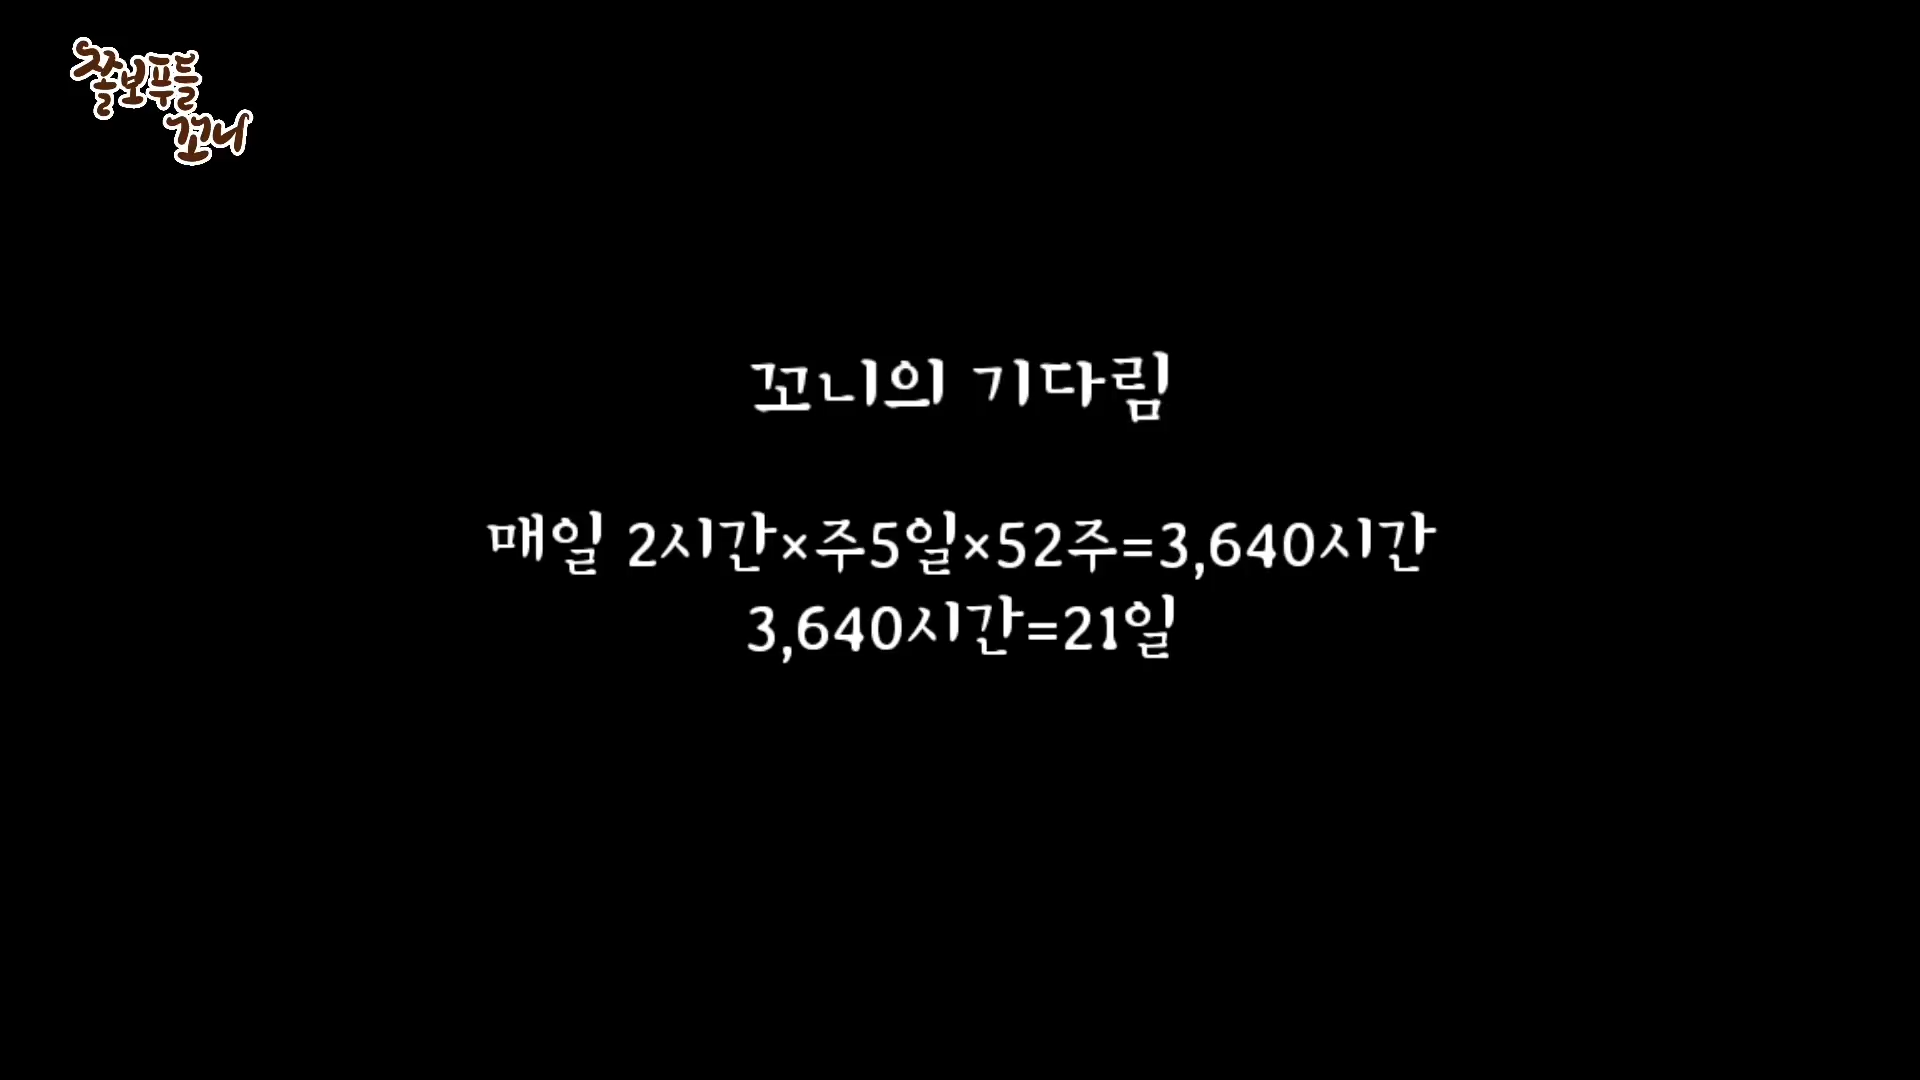 쫄보푸들
꼬니
꼬니의 기다림
매일 2시간×주5일×52주=3,640시간
3,640시간=21일